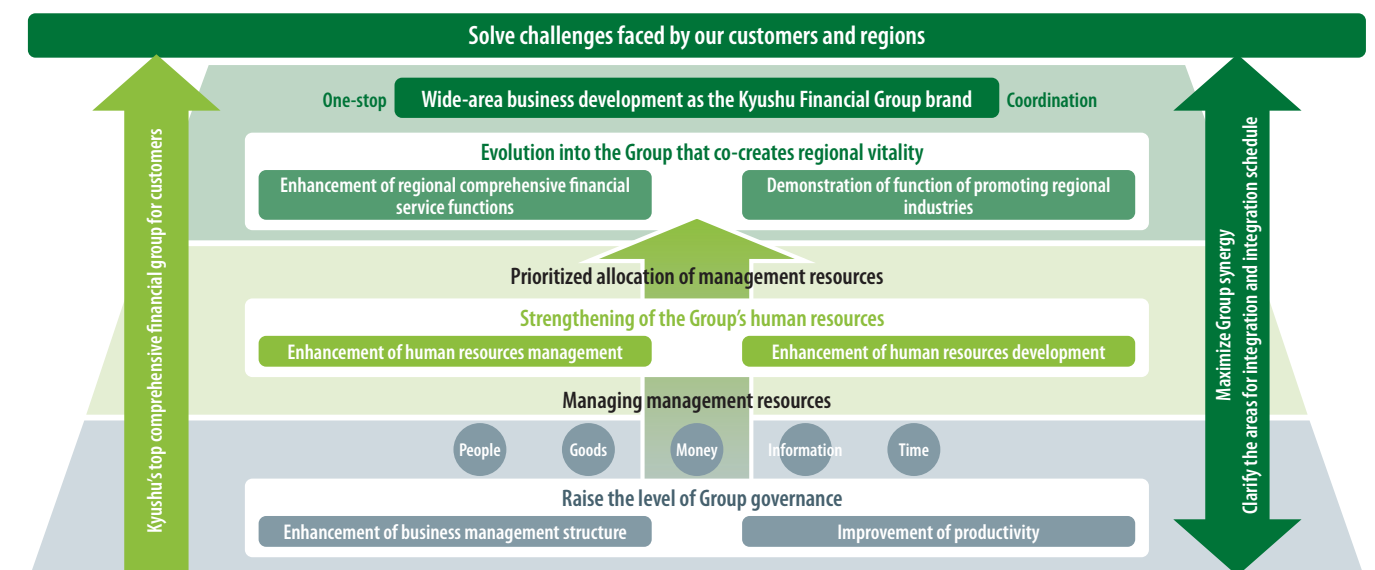 Solve challenges faced by our customers and regions
One-stop
Wide-area business development as the Kyushu Financial Group brand
Coordination
Evolution into the Group that co-creates regional vitality
Enhancement of regional comprehensive financial
service functions
Demonstration of function of promoting regional
industries
Prioritized allocation of management resources
Strengthening of the Group's human resources
Enhancement of human resources management
Enhancement of human resources development
Managing management resources
People
Goods
Money
Information
Time
Raise the level of Group governance
Enhancement of business management structure
Improvement of productivity
Kyushu's top comprehensive financial group for customers
Maximize Group synergy
Clarify the areas for integration and integration schedule